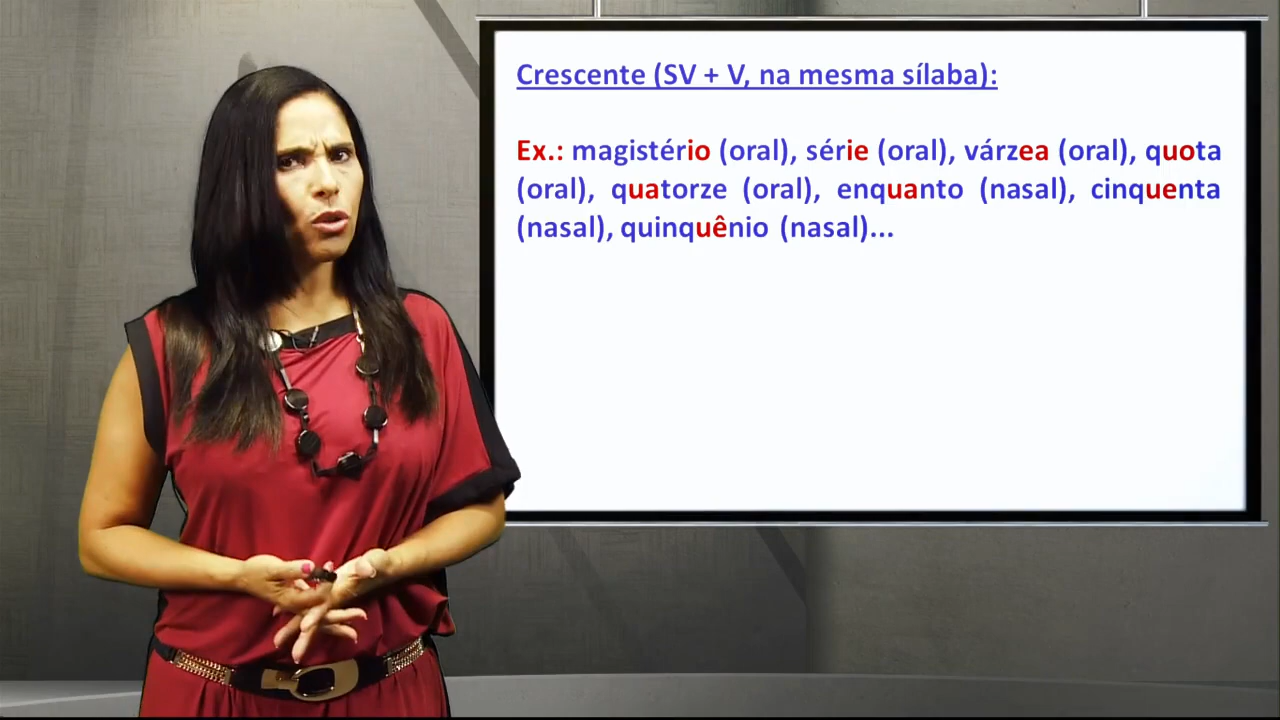 Crescente (SV + V, na mesma sílaba):
Ex.: magistério (oral), série (oral), várzea (oral), quota
(oral), quatorze (oral), enquanto (nasal), cinquenta
(nasal), quinquênio (nasal)...